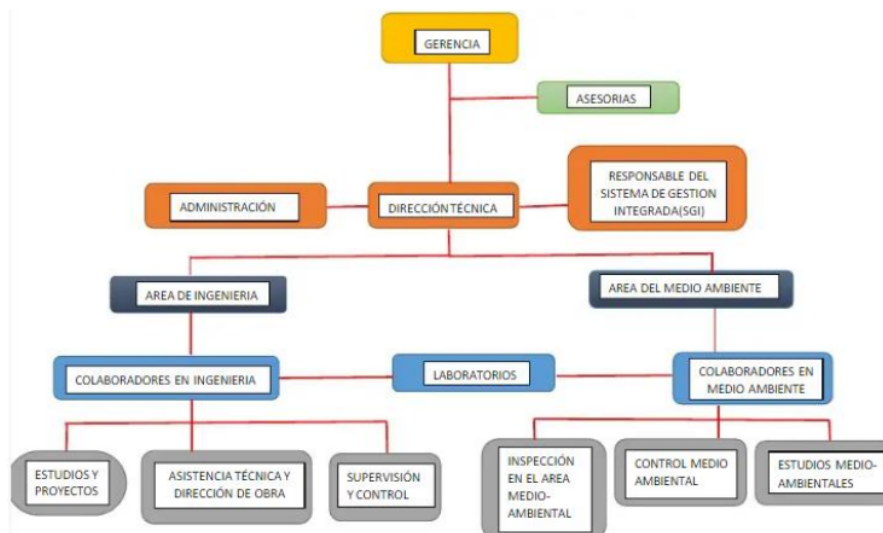 GERENCIA
ASESORIAS
ADMINISTRACIÓN
DIRECCIÓN TÉCNICA
RESPONSABLE DEL
SISTEMA DE GESTION
INTEGRADA(SGI)
AREA DE INGENIERIA
AREA DEL MEDIO AMBIENTE
COLABORADORES EN INGENIERIA
LABORATORIOS
COLABORADORES EN
MEDIO AMBIENTE
ESTUDIOS Y
PROYECTOS
ASISTENCIA TÉCNICA Y
DIRECCIÓN DE OBRA
SUPERVISIÓN
Y CONTROL
INSPECCIÓN
EN EL AREA
MEDIO-
AMBIENTAL
CONTROL MEDIO
AMBIENTAL
ESTUDIOS MEDIO-
AMBIENTALES